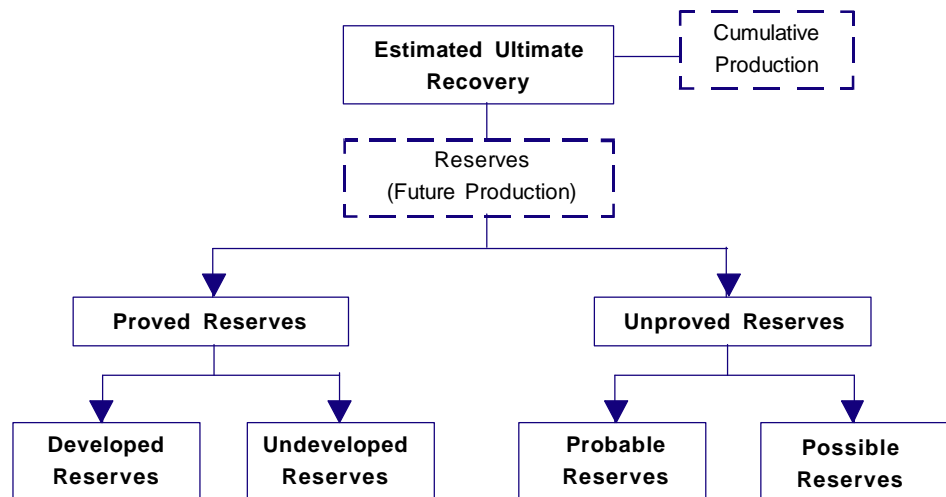 Estimated Ultimate
Recovery
Cumulative
Production
Reserves
(Future Production)
Proved Reserves
Unproved Reserves
Developed
Reserves
Undeveloped
Reserves
Probable
Reserves
Possible
Reserves